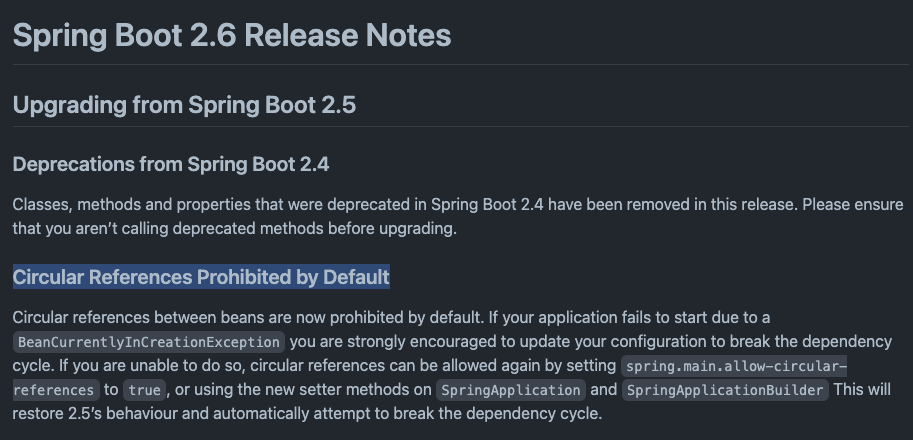 Spring Boot 2.6 Release Notes
Upgrading from Spring Boot 2.5
Deprecations from Spring Boot 2.4
Classes, methods and properties that were deprecated in Spring Boot 2.4 have been removed in this release. Please ensure
that you aren’t calling deprecated methods before upgrading.
Circular References Prohibited by Default
Circular references between beans are now prohibited by default. If your application fails to start due to a
BeanCurrentlyInCreationException you are strongly encouraged to update your configuration to break the dependency
cycle. If you are unable to do so, circular references can be allowed again by setting spring.main.allow-circular-
references to true, or using the new setter methods on SpringApplication and SpringApplicationBuilder This will
restore 2.5’s behaviour and automatically attempt to break the dependency cycle.